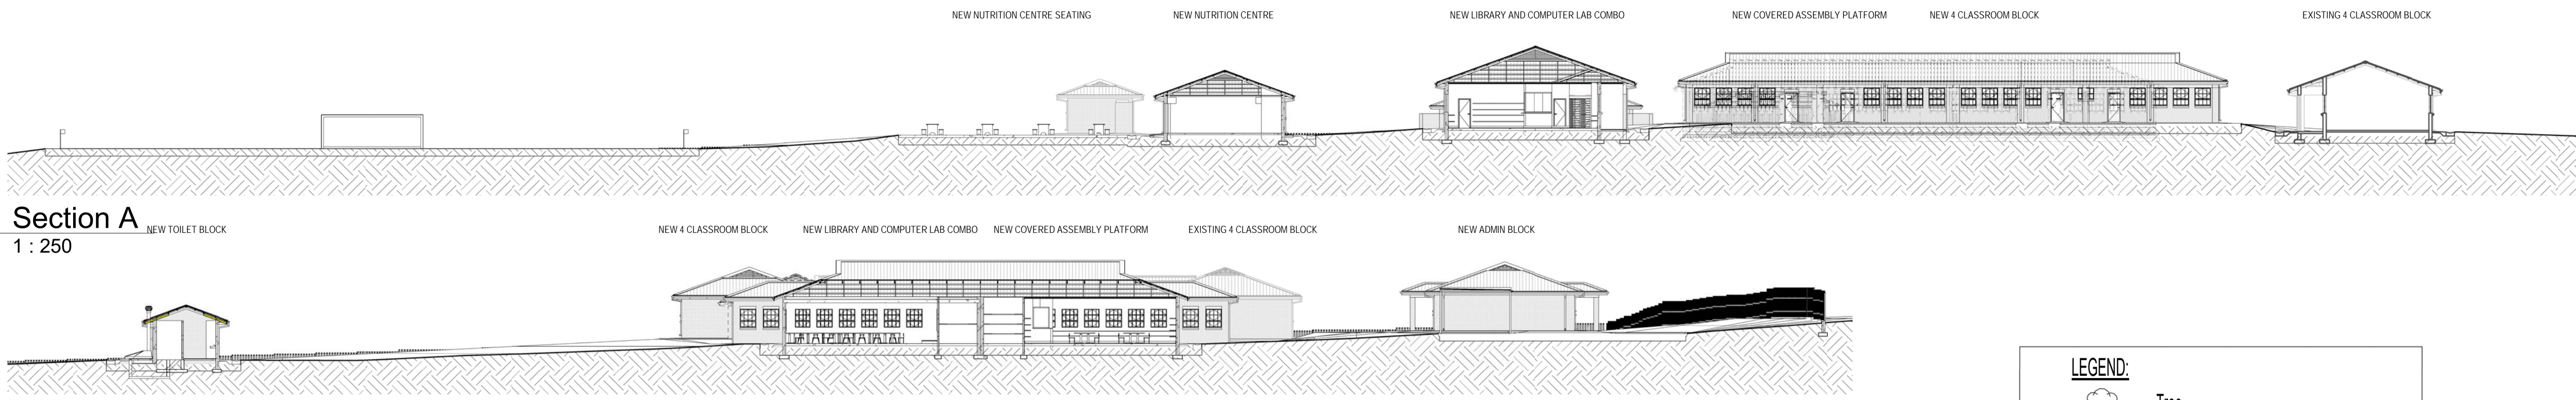 NEW NUTRITION CENTRE SEATING
NEW NUTRITION CENTRE
NEW LIBRARY AND COMPUTER LAB COMBO
NEW COVERED ASSEMBLY PLATFORM
NEW 4 CLASSROOM BLOCK
EXISTING 4 CLASSROOM BLOCK
Section A
1 : 250
NEW TOILET BLOCK
NEW 4 CLASSROOM BLOCK
NEW LIBRARY AND COMPUTER LAB COMBO
NEW COVERED ASSEMBLY PLATFORM
EXISTING 4 CLASSROOM BLOCK
NEW ADMIN BLOCK
LEGEND:
Tree